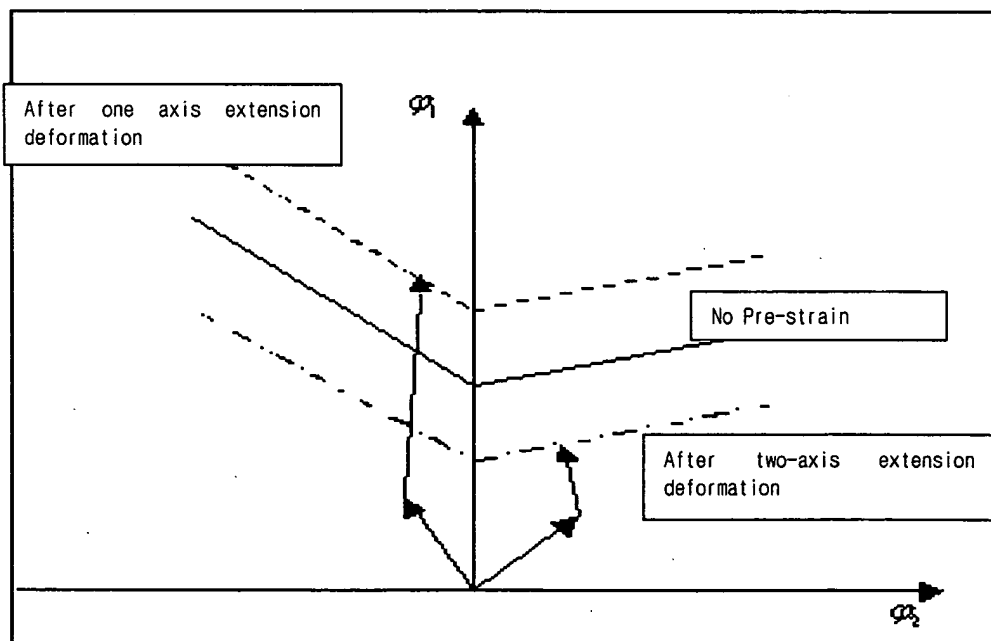 After one axis extension
deformation
φ₁
No Pre-strain
After two-axis extension
deformation
φ₂